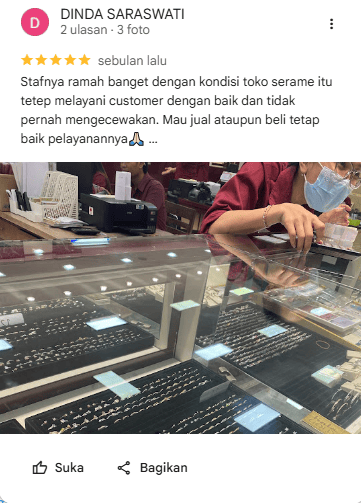 D
DINDA SARASWATI
2 ulasan · 3 foto
sebulan lalu
Stafnya ramah banget dengan kondisi toko serame itu
tetep melayani customer dengan baik dan tidak
pernah mengecewakan. Mau jual ataupun beli tetap
baik pelayanannya🙏🏻 ...
Suka
Bagikan